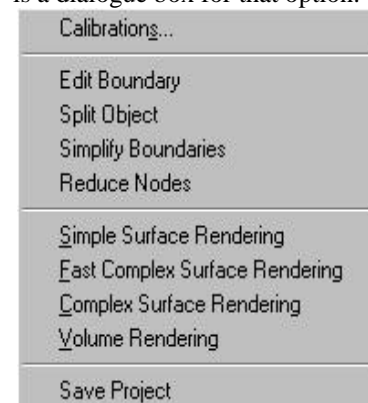 is a dialogue box for that option.
Calibrations...
Edit Boundary
Split Object
Simplify Boundaries
Reduce Nodes
Simple Surface Rendering
Fast Complex Surface Rendering
Complex Surface Rendering
Volume Rendering
Save Project